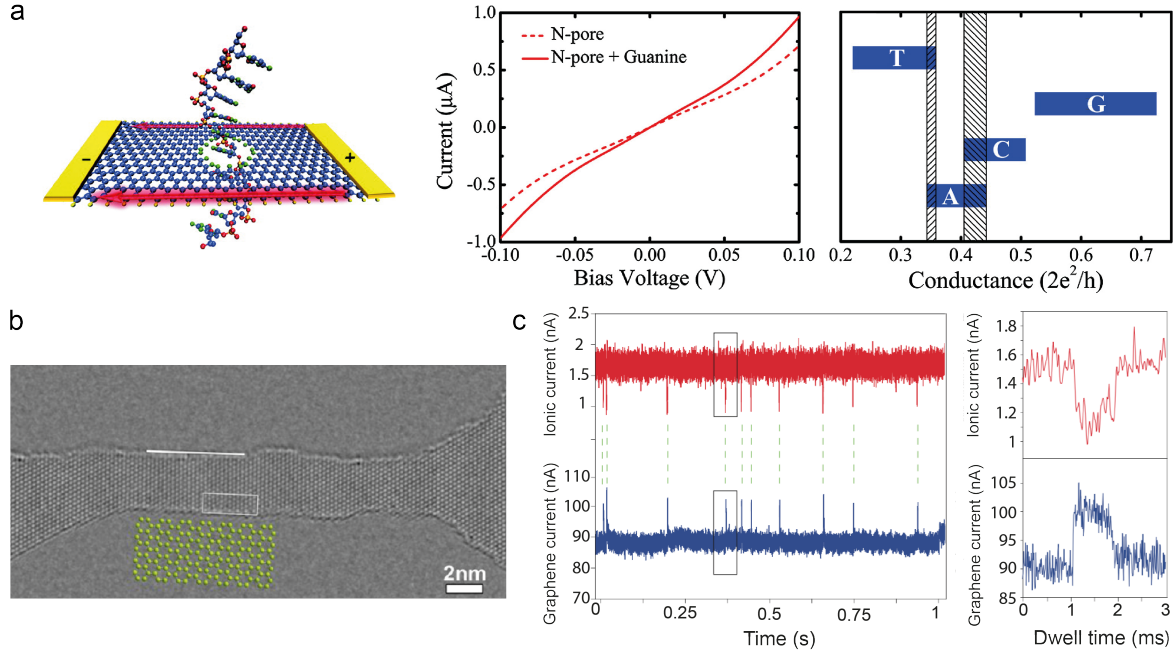 a
–
+
Current (μA)
1.0
0.5
0.0
-0.5
-1.0
N-pore
N-pore + Guanine
-0.10
-0.05
0.00
0.05
0.10
Bias Voltage (V)
T
G
C
A
0.2
0.3
0.4
0.5
0.6
0.7
Conductance (2e²/h)
b
2nm
c
Ionic current (nA)
2.5
2
1.5
1
Graphene current (nA)
110
100
90
80
70
0
0.25
0.5
0.75
1
Time (s)
Ionic current (nA)
1.8
1.6
1.4
1.2
1
Graphene current (nA)
105
100
95
90
85
0
1
2
3
Dwell time (ms)